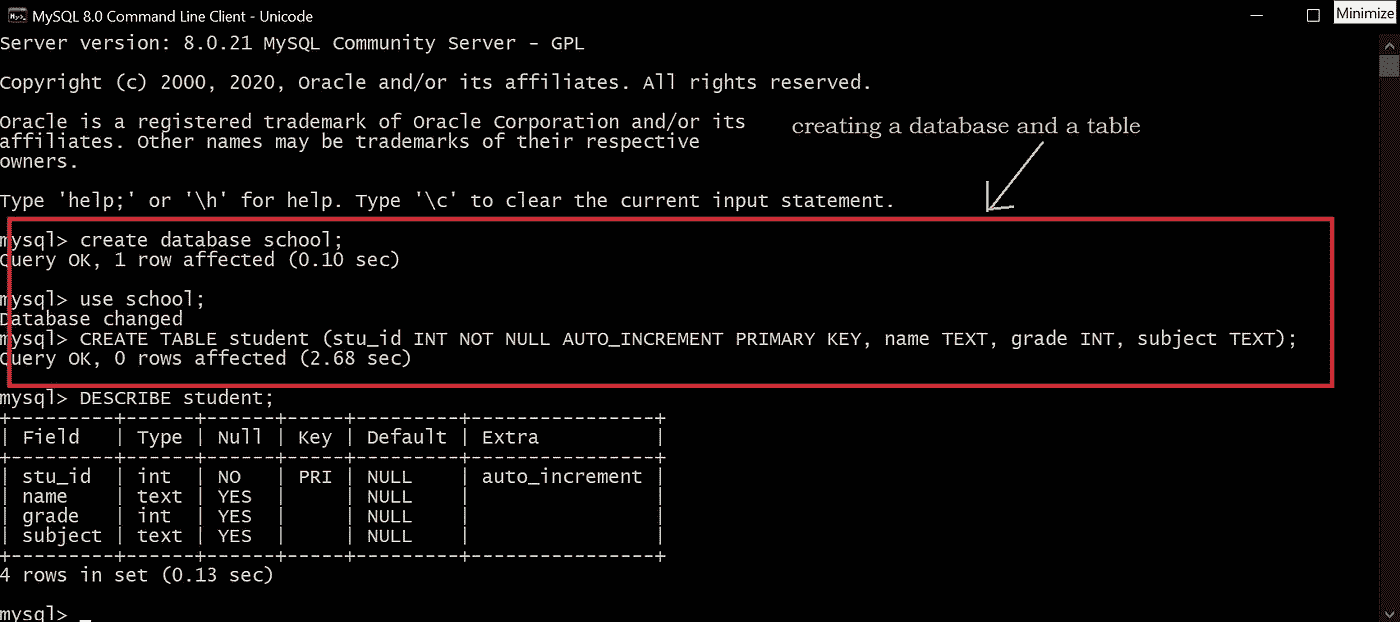 MySQL 8.0 Command Line Client - Unicode
Minimize
Server version: 8.0.21 MySQL Community Server - GPL
Copyright (c) 2000, 2020, Oracle and/or its affiliates. All rights reserved.
Oracle is a registered trademark of Oracle Corporation and/or its
affiliates. Other names may be trademarks of their respective
owners.
creating a database and a table
Type 'help;' or '\h' for help. Type '\c' to clear the current input statement.
mysql> create database school;
Query OK, 1 row affected (0.10 sec)
mysql> use school;
Database changed
mysql> CREATE TABLE student (stu_id INT NOT NULL AUTO_INCREMENT PRIMARY KEY, name TEXT, grade INT, subject TEXT);
Query OK, 0 rows affected (2.68 sec)
mysql> DESCRIBE student;
+---------+------+------+-----+---------+----------------+
| Field   | Type | Null | Key | Default | Extra          |
+---------+------+------+-----+---------+----------------+
| stu_id  | int  | NO   | PRI | NULL    | auto_increment |
| name    | text | YES  |     | NULL    |                |
| grade   | int  | YES  |     | NULL    |                |
| subject | text | YES  |     | NULL    |                |
+---------+------+------+-----+---------+----------------+
4 rows in set (0.13 sec)
mysql> _